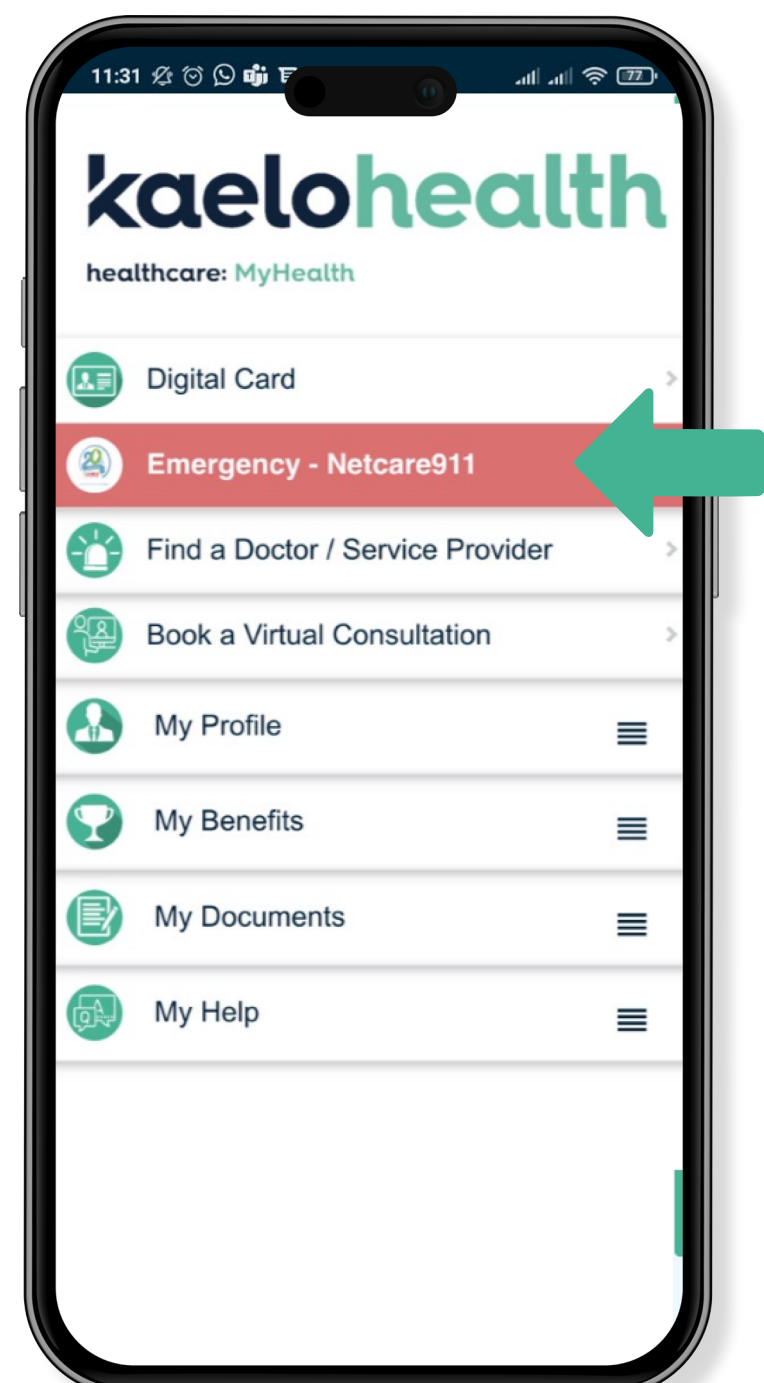 11:31
77
kaelohealth
healthcare: MyHealth
Digital Card
Emergency - Netcare911
Find a Doctor / Service Provider
Book a Virtual Consultation
My Profile
My Benefits
My Documents
My Help